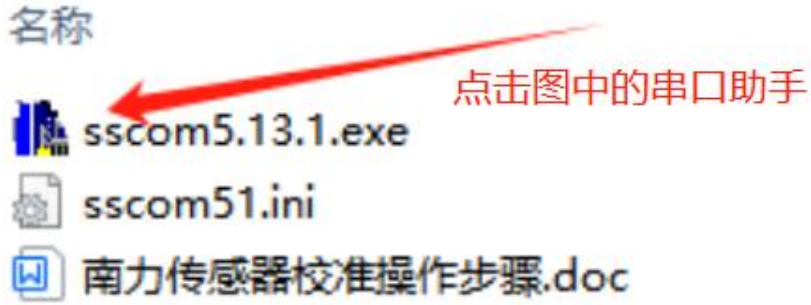 名称
点击图中的串口助手
sscom5.13.1.exe
sscom51.ini
南力传感器校准操作步骤.doc